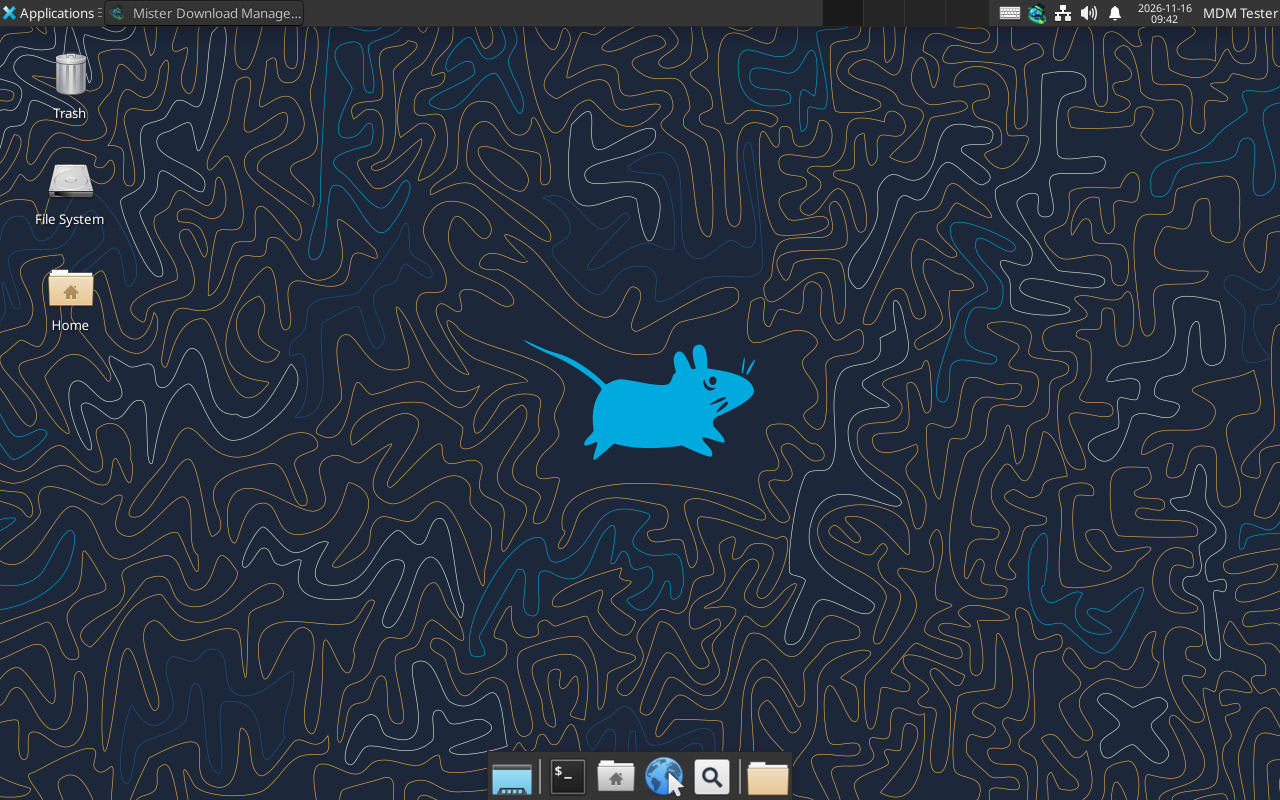 Applications
Mister Download Manage...
2026-11-16
09:42
MDM Tester
Trash
File System
Home
$_